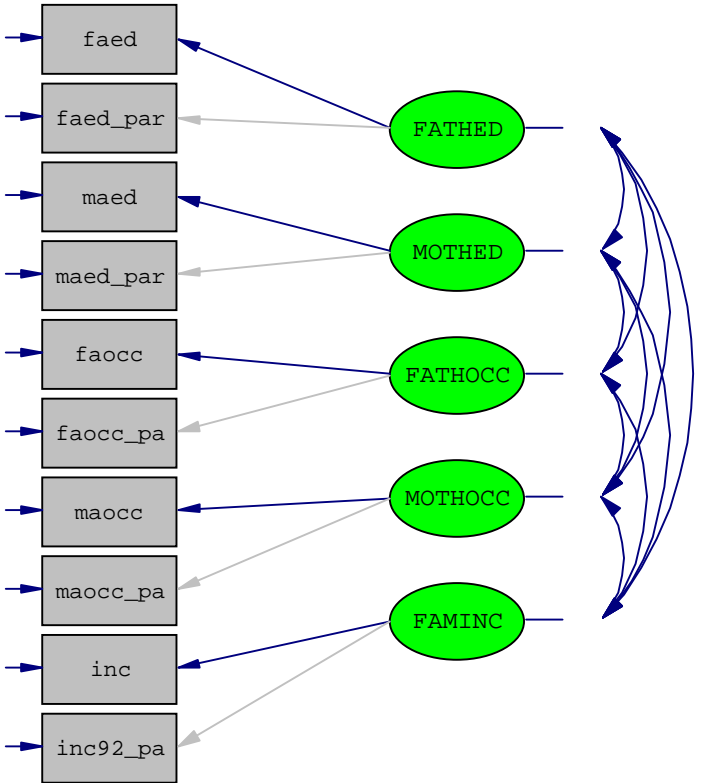 faed
faed_par
maed
maed_par
faocc
faocc_pa
maocc
maocc_pa
inc
inc92_pa
FATHED
MOTHED
FATHOCC
MOTHOCC
FAMINC